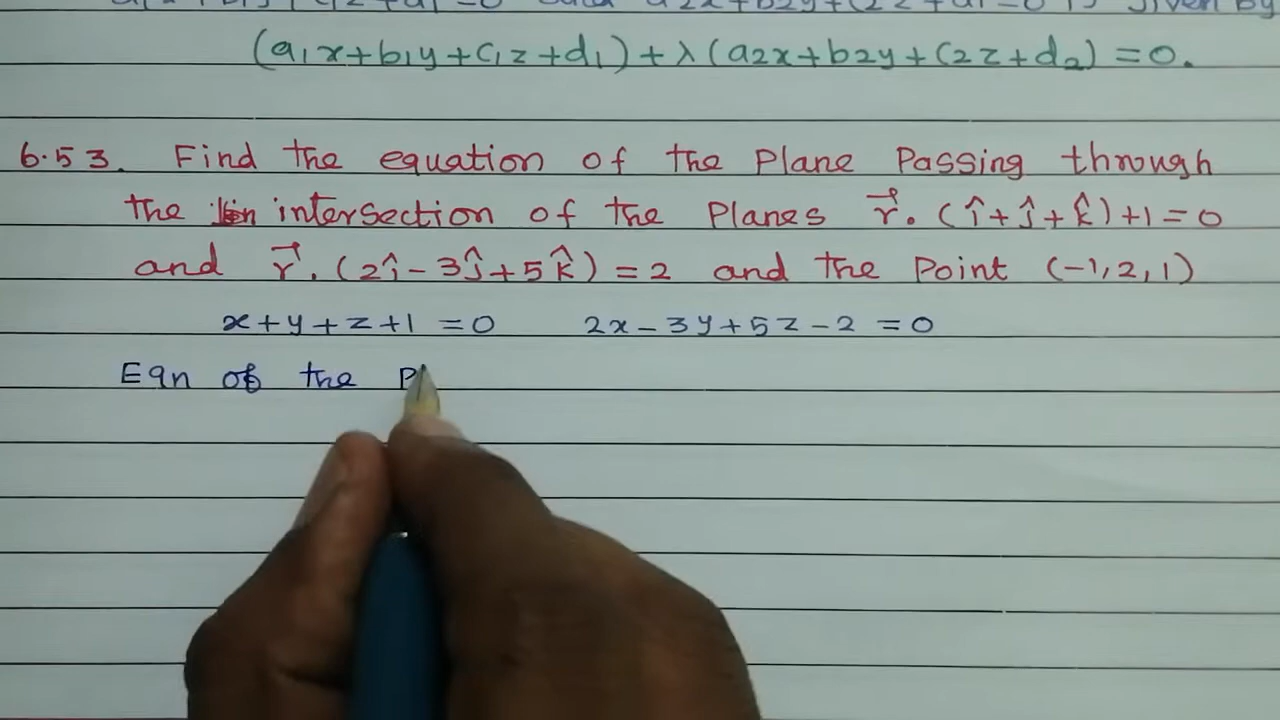 (a₁x+b₁y+c₁z+d₁)+λ(a₂x+b₂y+c₂z+d₂)=0.
6.53. Find the equation of the Plane Passing through
the intersection of the Planes r⃗.(î+ĵ+k̂)+1=0
and r⃗.(2î-3ĵ+5k̂)=2 and the Point (-1,2,1)
x+y+z+1=0 2x-3y+5z-2=0
Eqn of the Pl